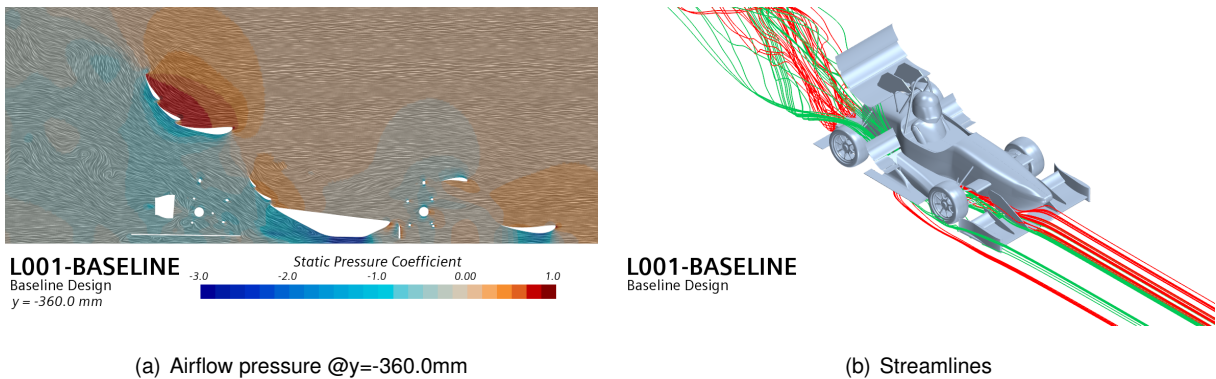 L001-BASELINE
Baseline Design
y = -360.0 mm
Static Pressure Coefficient
-3.0 -2.0 -1.0 0.00 1.0
L001-BASELINE
Baseline Design
(a) Airflow pressure @y=-360.0mm
(b) Streamlines